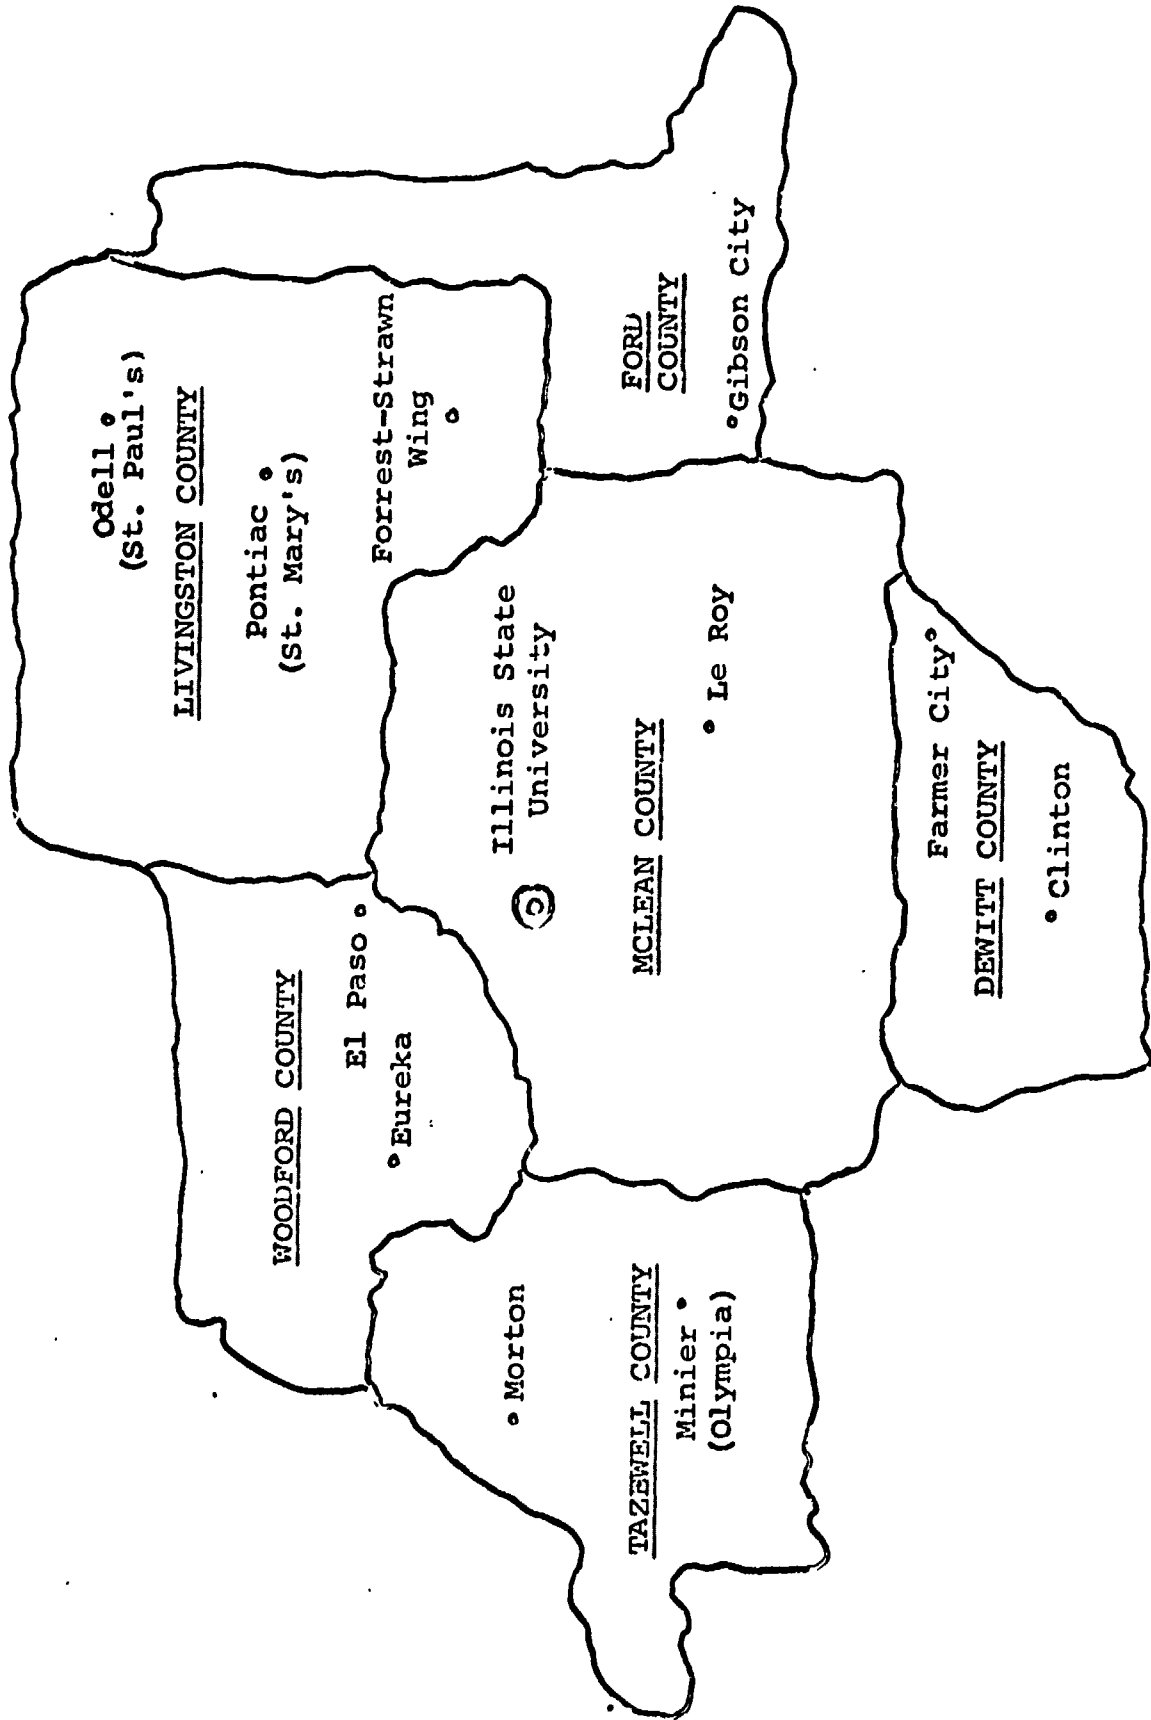 Odell
(St. Paul's)
LIVINGSTON COUNTY
Pontiac
(St. Mary's)
Forrest-Strawn
Wing
WOODFORD COUNTY
El Paso
Eureka
Illinois State
University
MCLEAN COUNTY
Le Roy
FORD
COUNTY
Gibson City
Morton
TAZEWELL COUNTY
Minier
(Olympia)
Farmer City
DEWITT COUNTY
Clinton